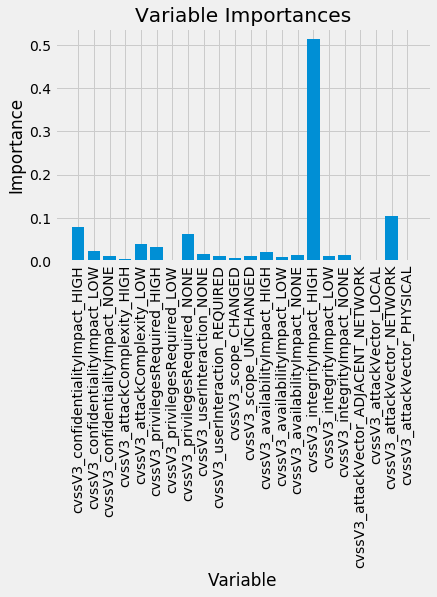 Variable Importances
Importance
0.5
0.4
0.3
0.2
0.1
0.0
cvssV3_confidentialityImpact_HIGH
cvssV3_confidentialityImpact_LOW
cvssV3_confidentialityImpact_NONE
cvssV3_attackComplexity_HIGH
cvssV3_attackComplexity_LOW
cvssV3_privilegesRequired_HIGH
cvssV3_privilegesRequired_LOW
cvssV3_privilegesRequired_NONE
cvssV3_userInteraction_NONE
cvssV3_userInteraction_REQUIRED
cvssV3_scope_CHANGED
cvssV3_scope_UNCHANGED
cvssV3_availabilityImpact_HIGH
cvssV3_availabilityImpact_LOW
cvssV3_availabilityImpact_NONE
cvssV3_integrityImpact_HIGH
cvssV3_integrityImpact_LOW
cvssV3_integrityImpact_NONE
cvssV3_attackVector_ADJACENT_NETWORK
cvssV3_attackVector_LOCAL
cvssV3_attackVector_NETWORK
cvssV3_attackVector_PHYSICAL
Variable